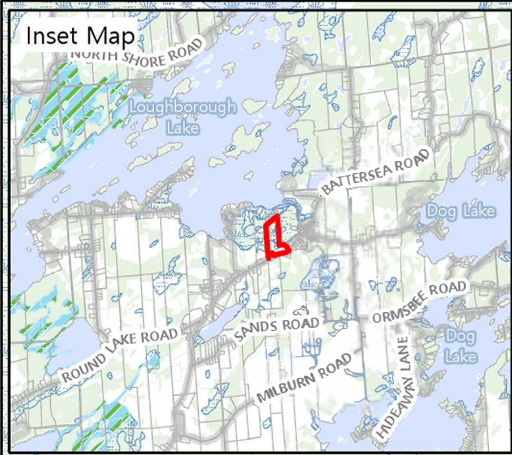 Inset Map
NORTH SHORE ROAD
Loughborough
Lake
BATTERSEA ROAD
Dog Lake
ORMSBEE ROAD
SANDS ROAD
ROUND LAKE ROAD
Dog
Lake
MILBURN ROAD
HIDEAWAY LANE